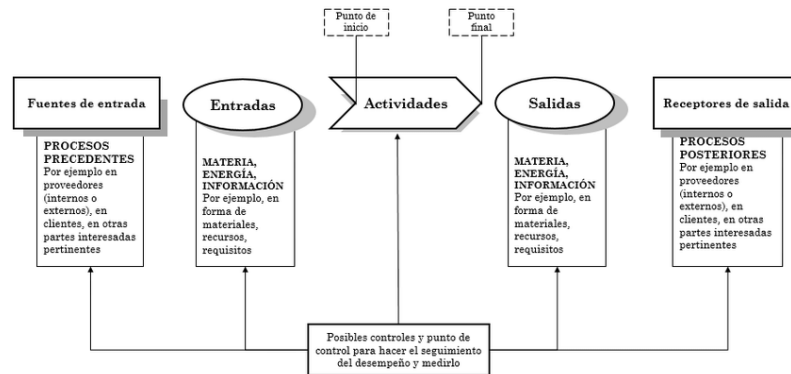 Punto de
inicio
Punto
final
Fuentes de entrada
Entradas
Actividades
Salidas
Receptores de salida
PROCESOS
PRECEDENTES
Por ejemplo en
proveedores
(internos o
externos), en
clientes, en otras
partes interesadas
pertinentes
MATERIA,
ENERGÍA,
INFORMACIÓN
Por ejemplo, en
forma de
materiales,
recursos,
requisitos
MATERIA,
ENERGÍA,
INFORMACIÓN
Por ejemplo, en
forma de
materiales,
recursos,
requisitos
PROCESOS
POSTERIORES
Por ejemplo en
proveedores
(internos o
externos), en
clientes, en otras
partes interesadas
pertinentes
Posibles controles y punto de
control para hacer el seguimiento
del desempeño y medirlo